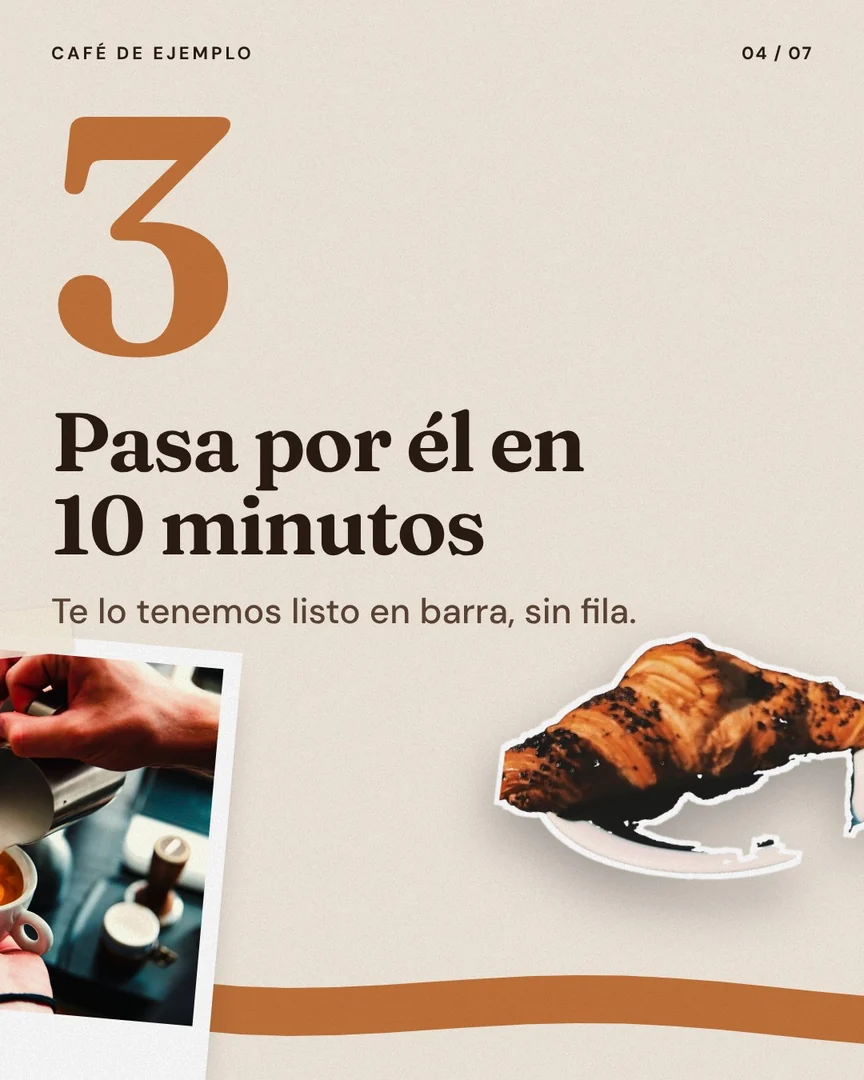 CAFÉ DE EJEMPLO
04 / 07
3
Pasa por él en
10 minutos
Te lo tenemos listo en barra, sin fila.